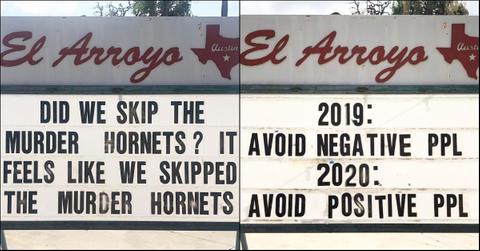 El Arroyo
Austin
DID WE SKIP THE
MURDER HORNETS? IT
FEELS LIKE WE SKIPPED
THE MURDER HORNETS
El Arroyo
Austin
2019:
AVOID NEGATIVE PPL
2020:
AVOID POSITIVE PPL